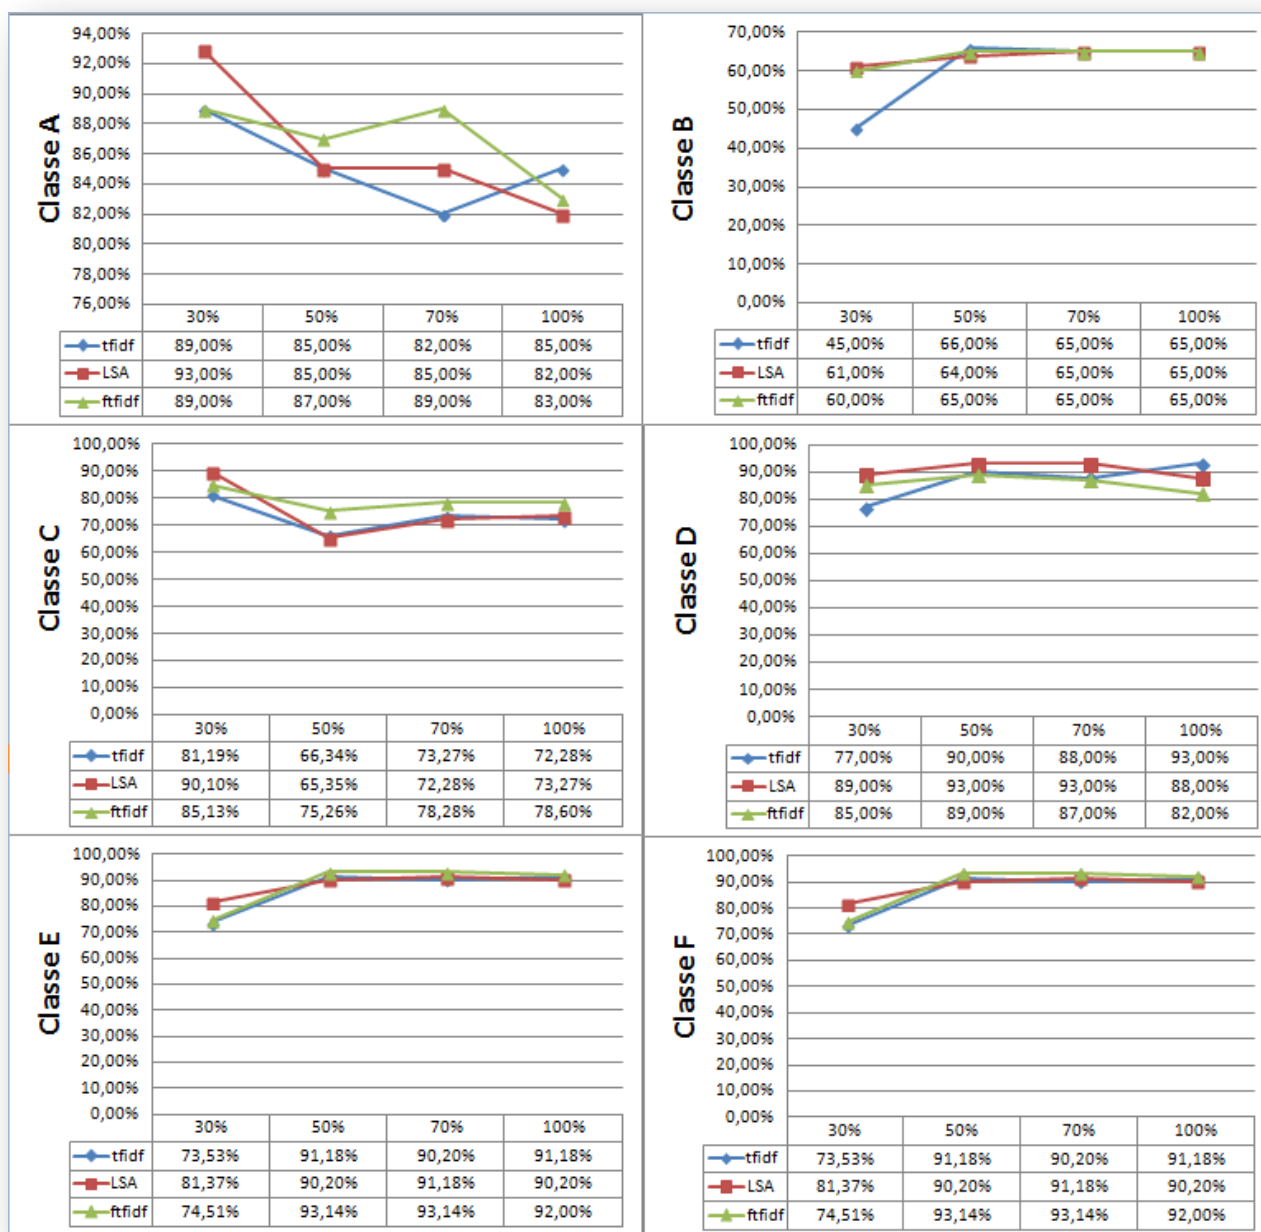 Classe A
94,00%
92,00%
90,00%
88,00%
86,00%
84,00%
82,00%
80,00%
78,00%
76,00%
30% 50% 70% 100%
tfidf 89,00% 85,00% 82,00% 85,00%
LSA 93,00% 85,00% 85,00% 82,00%
ftfidf 89,00% 87,00% 89,00% 83,00%
Classe B
70,00%
60,00%
50,00%
40,00%
30,00%
20,00%
10,00%
0,00%
30% 50% 70% 100%
tfidf 45,00% 66,00% 65,00% 65,00%
LSA 61,00% 64,00% 65,00% 65,00%
ftfidf 60,00% 65,00% 65,00% 65,00%
Classe C
100,00%
90,00%
80,00%
70,00%
60,00%
50,00%
40,00%
30,00%
20,00%
10,00%
0,00%
30% 50% 70% 100%
tfidf 81,19% 66,34% 73,27% 72,28%
LSA 90,10% 65,35% 72,28% 73,27%
ftfidf 85,13% 75,26% 78,28% 78,60%
Classe D
100,00%
90,00%
80,00%
70,00%
60,00%
50,00%
40,00%
30,00%
20,00%
10,00%
0,00%
30% 50% 70% 100%
tfidf 77,00% 90,00% 88,00% 93,00%
LSA 89,00% 93,00% 93,00% 88,00%
ftfidf 85,00% 89,00% 87,00% 82,00%
Classe E
100,00%
90,00%
80,00%
70,00%
60,00%
50,00%
40,00%
30,00%
20,00%
10,00%
0,00%
30% 50% 70% 100%
tfidf 73,53% 91,18% 90,20% 91,18%
LSA 81,37% 90,20% 91,18% 90,20%
ftfidf 74,51% 93,14% 93,14% 92,00%
Classe F
100,00%
90,00%
80,00%
70,00%
60,00%
50,00%
40,00%
30,00%
20,00%
10,00%
0,00%
30% 50% 70% 100%
tfidf 73,53% 91,18% 90,20% 91,18%
LSA 81,37% 90,20% 91,18% 90,20%
ftfidf 74,51% 93,14% 93,14% 92,00%